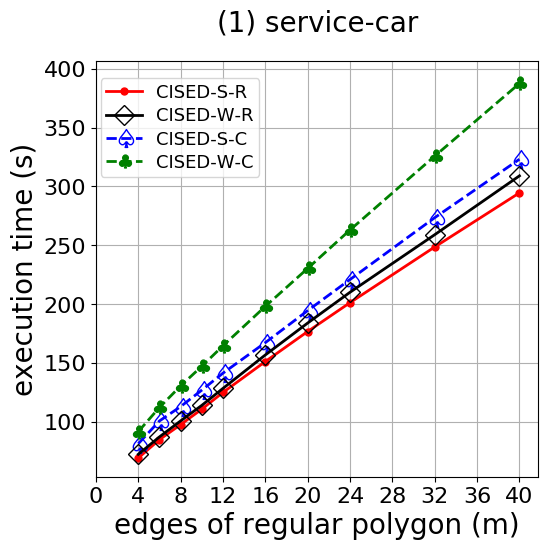 (1) service-car
execution time (s)
400
350
300
250
200
150
100
CISED-S-R
CISED-W-R
CISED-S-C
CISED-W-C
0 4 8 12 16 20 24 28 32 36 40
edges of regular polygon (m)